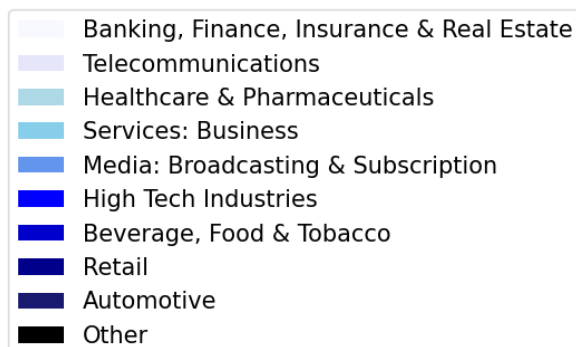 Banking, Finance, Insurance & Real Estate
Telecommunications
Healthcare & Pharmaceuticals
Services: Business
Media: Broadcasting & Subscription
High Tech Industries
Beverage, Food & Tobacco
Retail
Automotive
Other